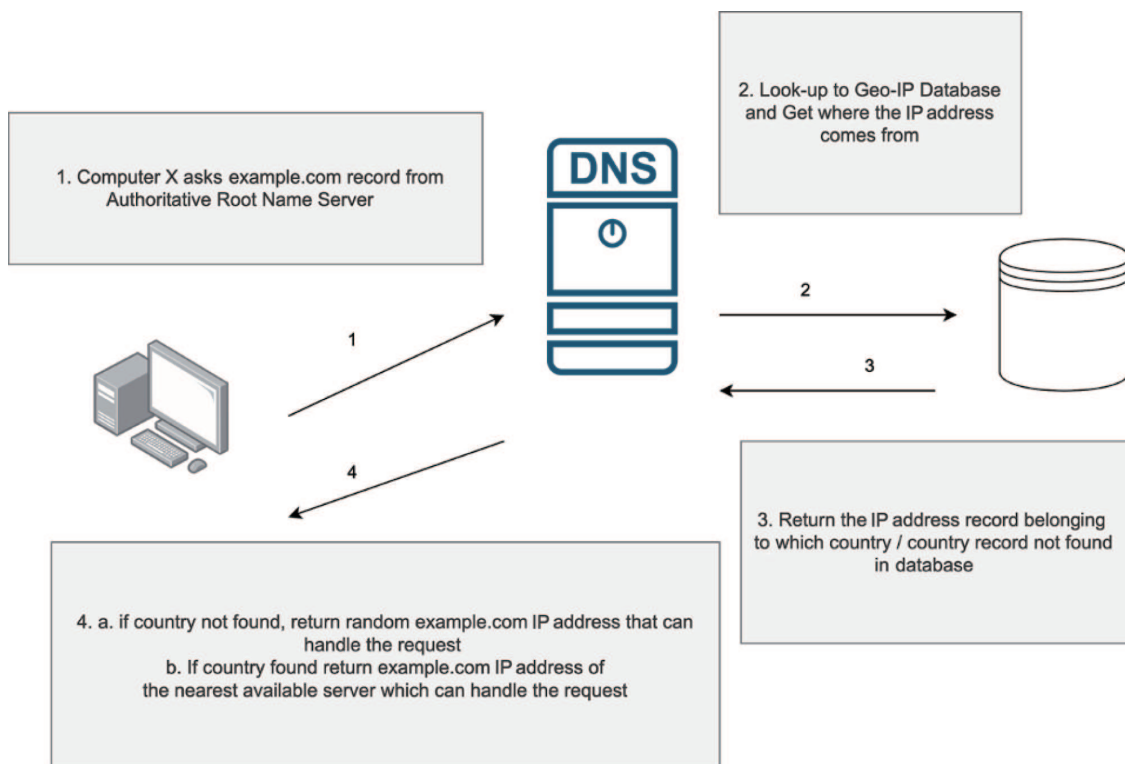 1. Computer X asks example.com record from
Authoritative Root Name Server
DNS
2. Look-up to Geo-IP Database
and Get where the IP address
comes from
1
2
3
4
3. Return the IP address record belonging
to which country / country record not found
in database
4. a. if country not found, return random example.com IP address that can
handle the request
b. If country found return example.com IP address of
the nearest available server which can handle the request